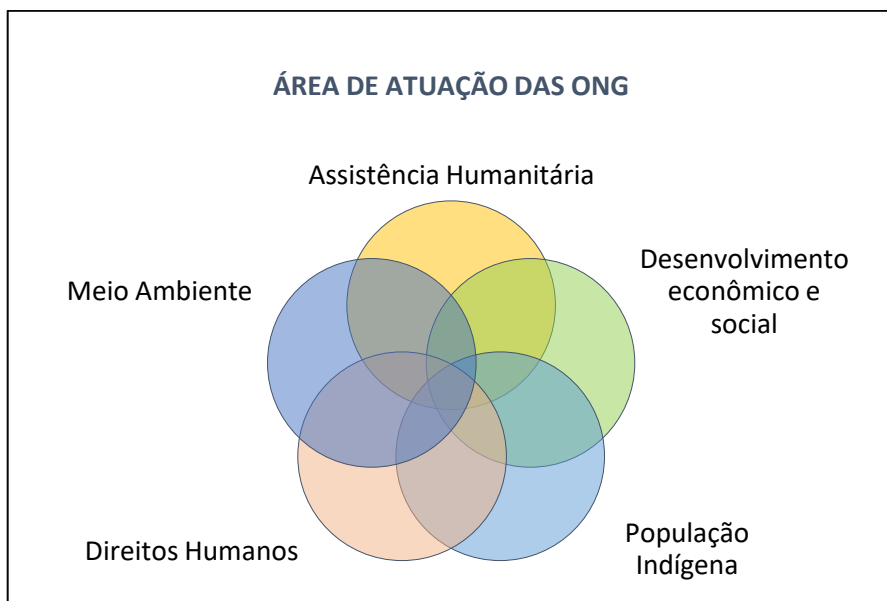 ÁREA DE ATUAÇÃO DAS ONG
Assistência Humanitária
Desenvolvimento
econômico e
social
Meio Ambiente
População
Indígena
Direitos Humanos